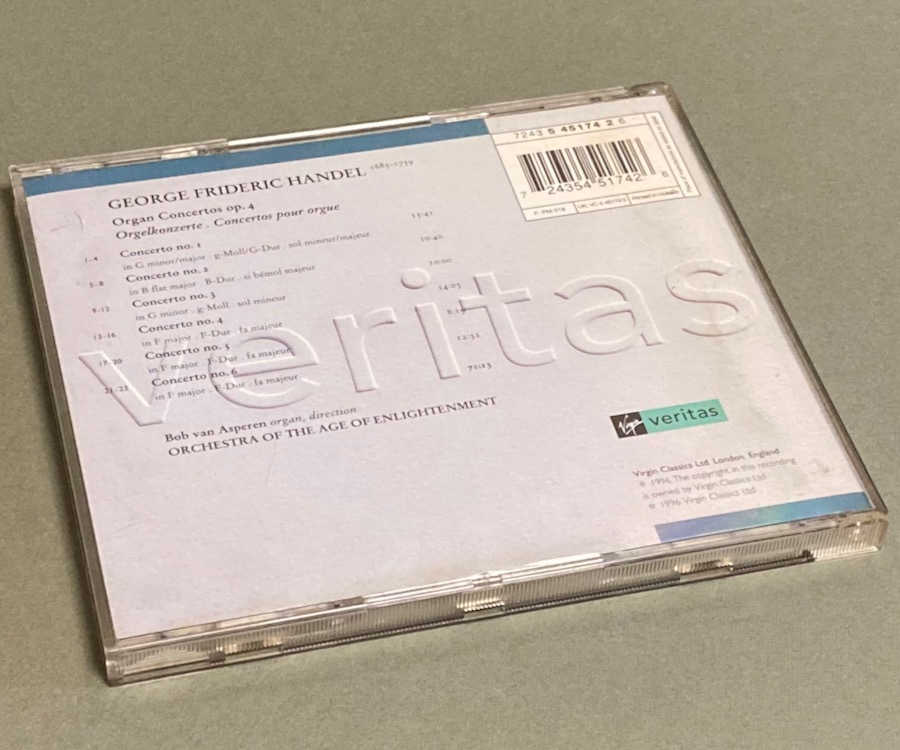 GEORGE FRIDERIC HANDEL 1685–1759
Organ Concertos op. 4
Orgelkonzerte . Concertos pour orgue
1-4 Concerto no. 1 15:41
in G minor/major . g-Moll/G-Dur . sol mineur/majeur
5-8 Concerto no. 2 10:40
in B flat major . B-Dur . si bémol majeur
9-12 Concerto no. 3 10:00
in G minor . g-Moll . sol mineur
13-16 Concerto no. 4 14:03
in F major . F-Dur . fa majeur
17-20 Concerto no. 5
in F major . F-Dur . fa majeur
21-23 Concerto no. 6 12:32
in F major . F-Dur . fa majeur
71:13
Bob van Asperen organ, direction
ORCHESTRA OF THE AGE OF ENLIGHTENMENT
veritas
7243 5 45174 2 6
7 24354 51742 6
Virgin veritas
Virgin Classics Ltd London, England
℗ 1996 The copyright in this recording
is owned by Virgin Classics Ltd
© 1996 Virgin Classics Ltd